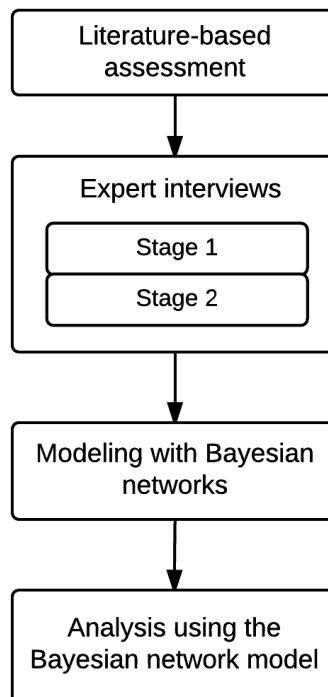 Literature-based
assessment
Expert interviews
Stage 1
Stage 2
Modeling with Bayesian
networks
Analysis using the
Bayesian network model